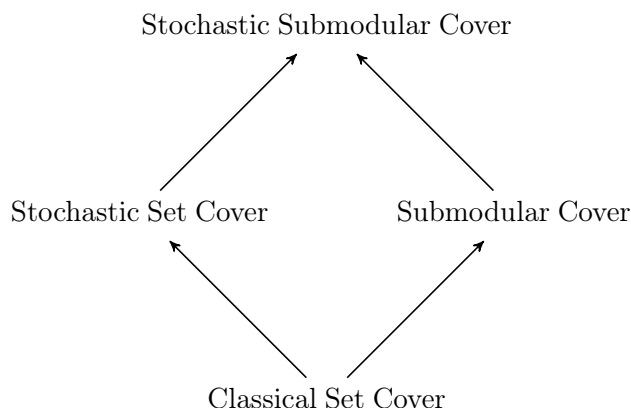 Stochastic Submodular Cover
Stochastic Set Cover
Submodular Cover
Classical Set Cover